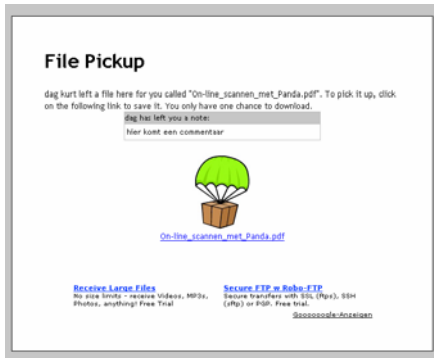 File Pickup
dag kurt left a file here for you called "On-line_scannen_met_Panda.pdf". To pick it up, click
on the following link to save it. You only have one chance to download.
dag has left you a note:
hier komt een commentaar
On-line_scannen_met_Panda.pdf
Receive Large Files
No size limits - receive Videos, MP3s,
Photos, anything! Free Trial
Secure FTP w Robo-FTP
Secure transfers with SSL (ftps), SSH
(sftp) or PGP. Free trial.
Goooooogle-Anzeigen